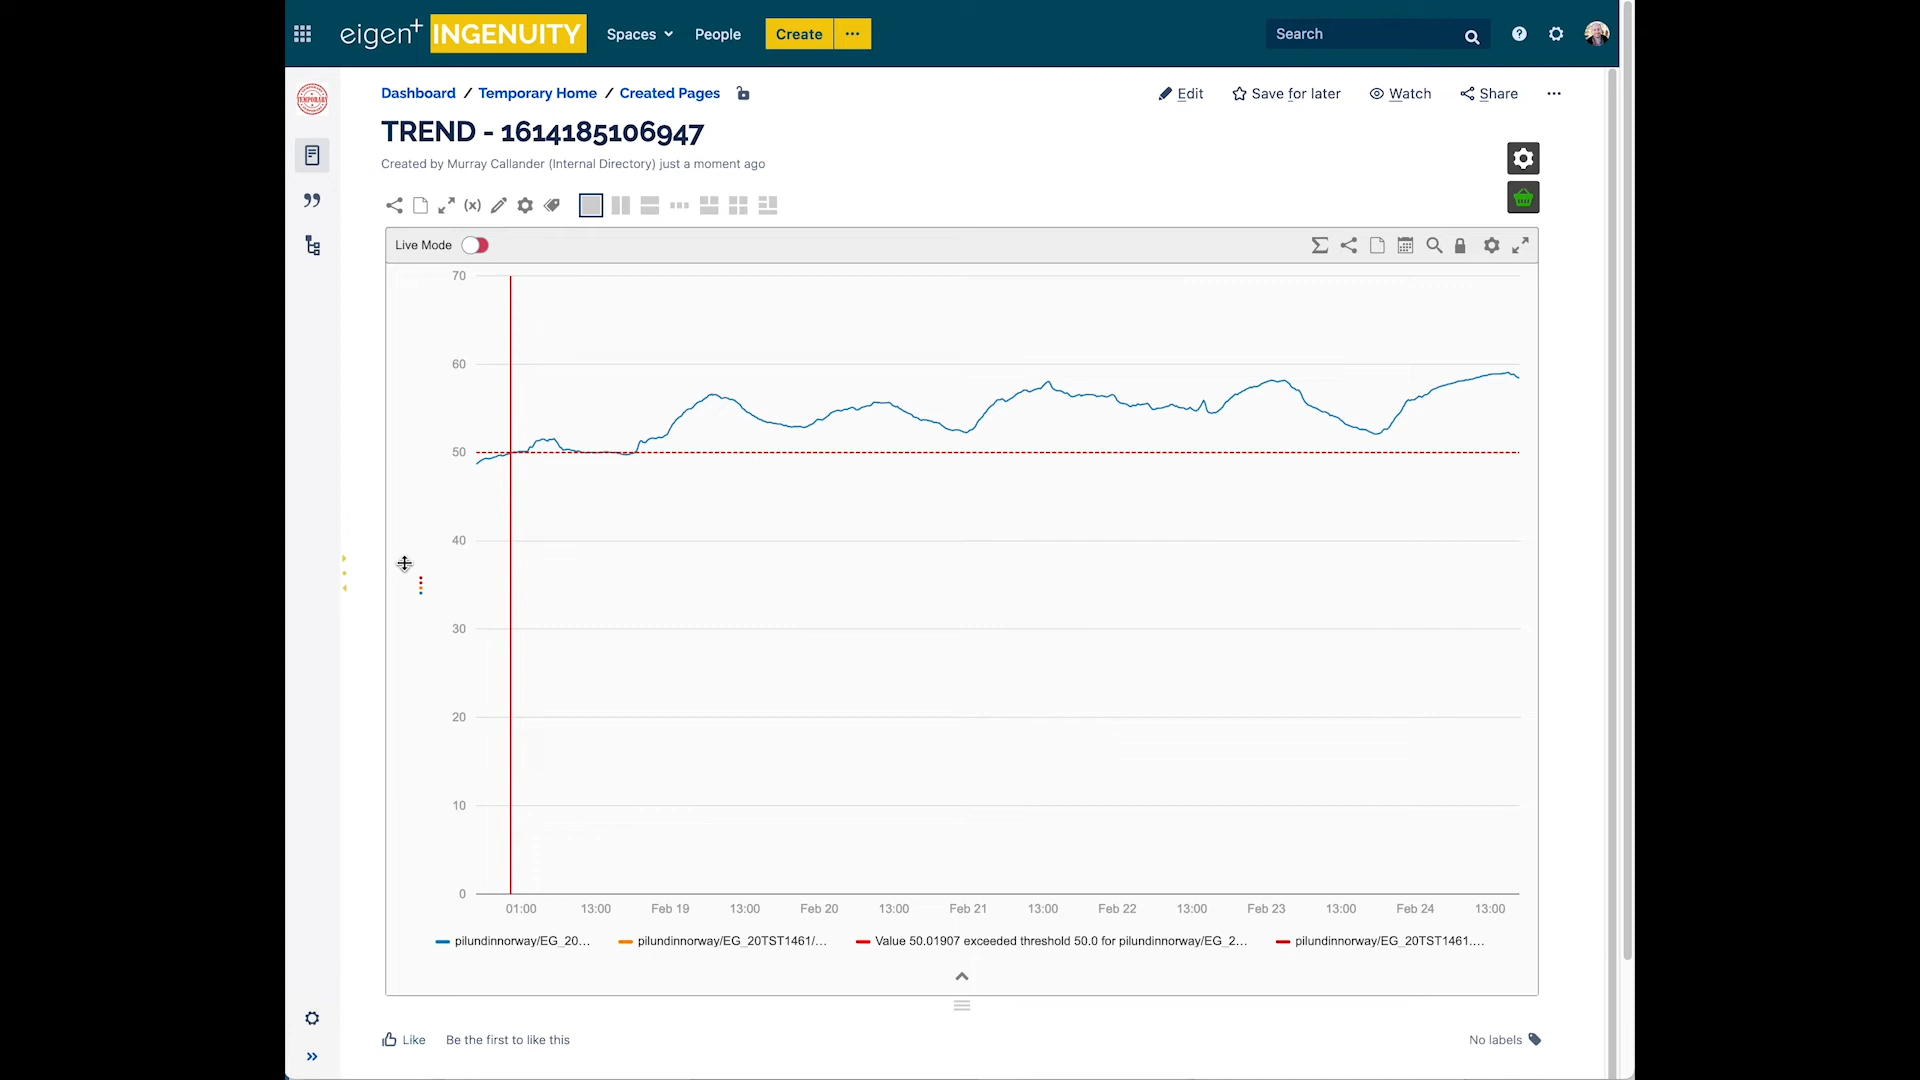 eigen+ INGENUITY Spaces People Create ••• Search
TEMPORARY
Dashboard / Temporary Home / Created Pages
Edit Save for later Watch Share •••
TREND - 1614185106947
Created by Murray Callander (Internal Directory) just a moment ago
(x)
Live Mode
70
60
50
40
30
20
10
0
01:00 13:00 Feb 19 13:00 Feb 20 13:00 Feb 21 13:00 Feb 22 13:00 Feb 23 13:00 Feb 24 13:00
pilundinnorway/EG_20... pilundinnorway/EG_20TST1461/... Value 50.01907 exceeded threshold 50.0 for pilundinnorway/EG_2... pilundinnorway/EG_20TST1461....
Like Be the first to like this No labels